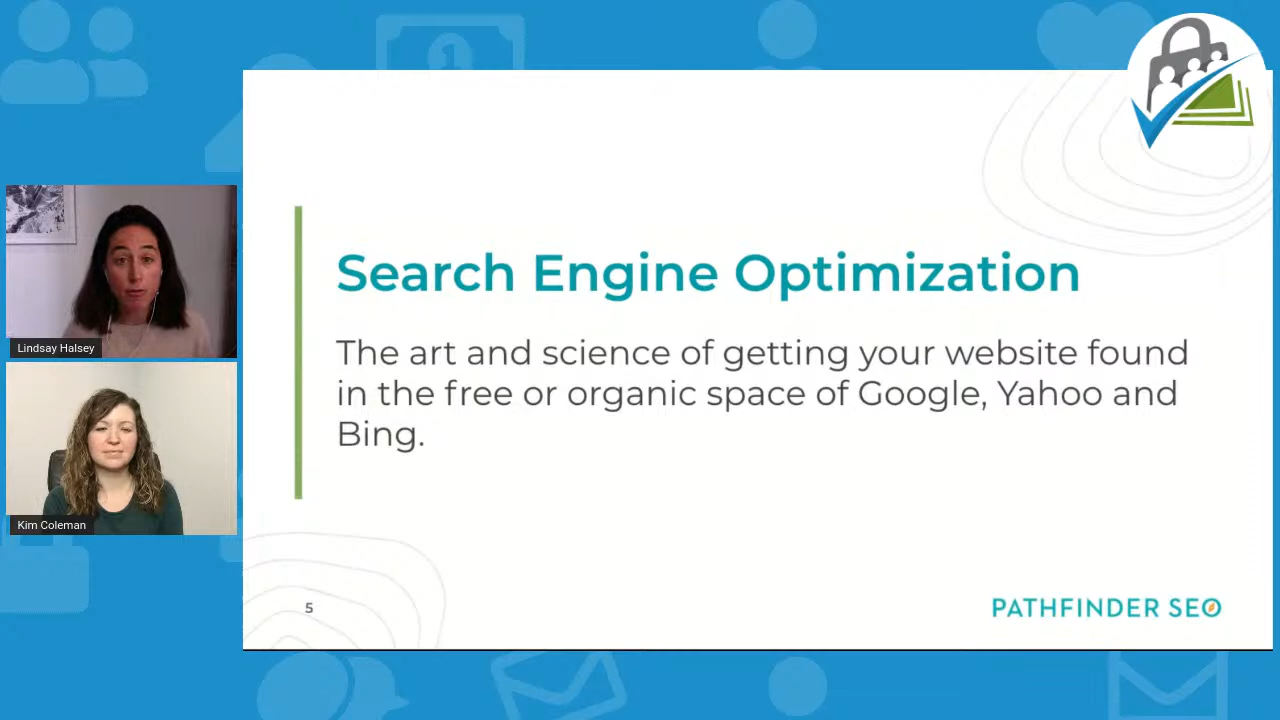 Search Engine Optimization
The art and science of getting your website found
in the free or organic space of Google, Yahoo and
Bing.
Lindsay Halsey
Kim Coleman
5
PATHFINDER SEO
1